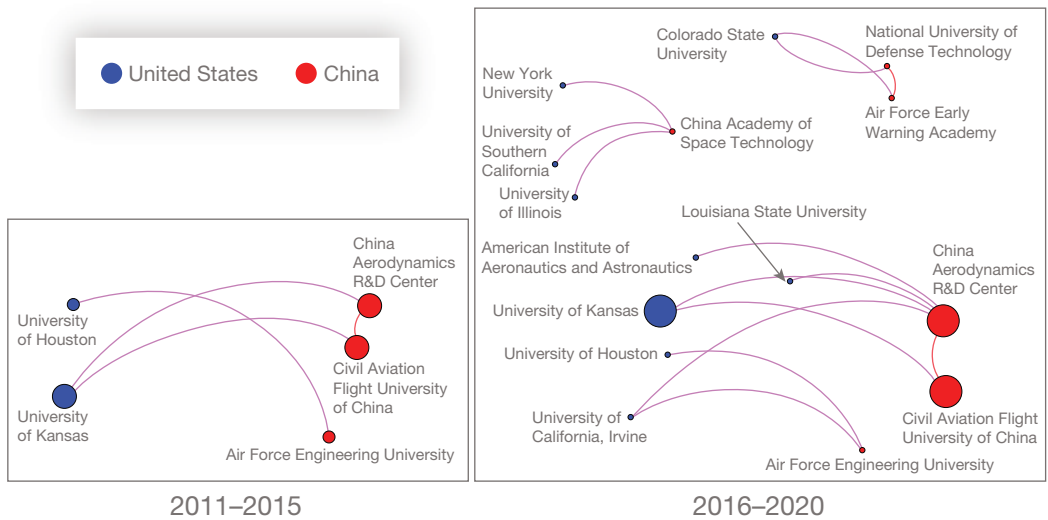 United States
China
China
Aerodynamics
R&D Center
University
of Houston
Civil Aviation
Flight University
of China
University
of Kansas
Air Force Engineering University
2011–2015
Colorado State
University
National University of
Defense Technology
New York
University
Air Force Early
Warning Academy
China Academy of
Space Technology
University of
Southern
California
University
of Illinois
Louisiana State University
American Institute of
Aeronautics and Astronautics
China
Aerodynamics
R&D Center
University of Kansas
University of Houston
University of
California, Irvine
Civil Aviation Flight
University of China
Air Force Engineering University
2016–2020